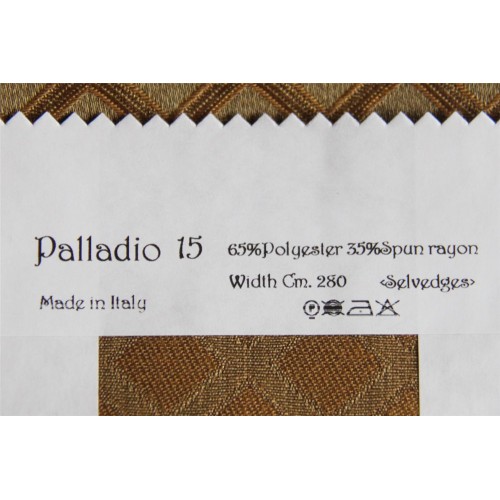 Palladio 15
65%Polyester 35%Spun rayon
Width Cm. 280 <Selvedges>
Made in Italy